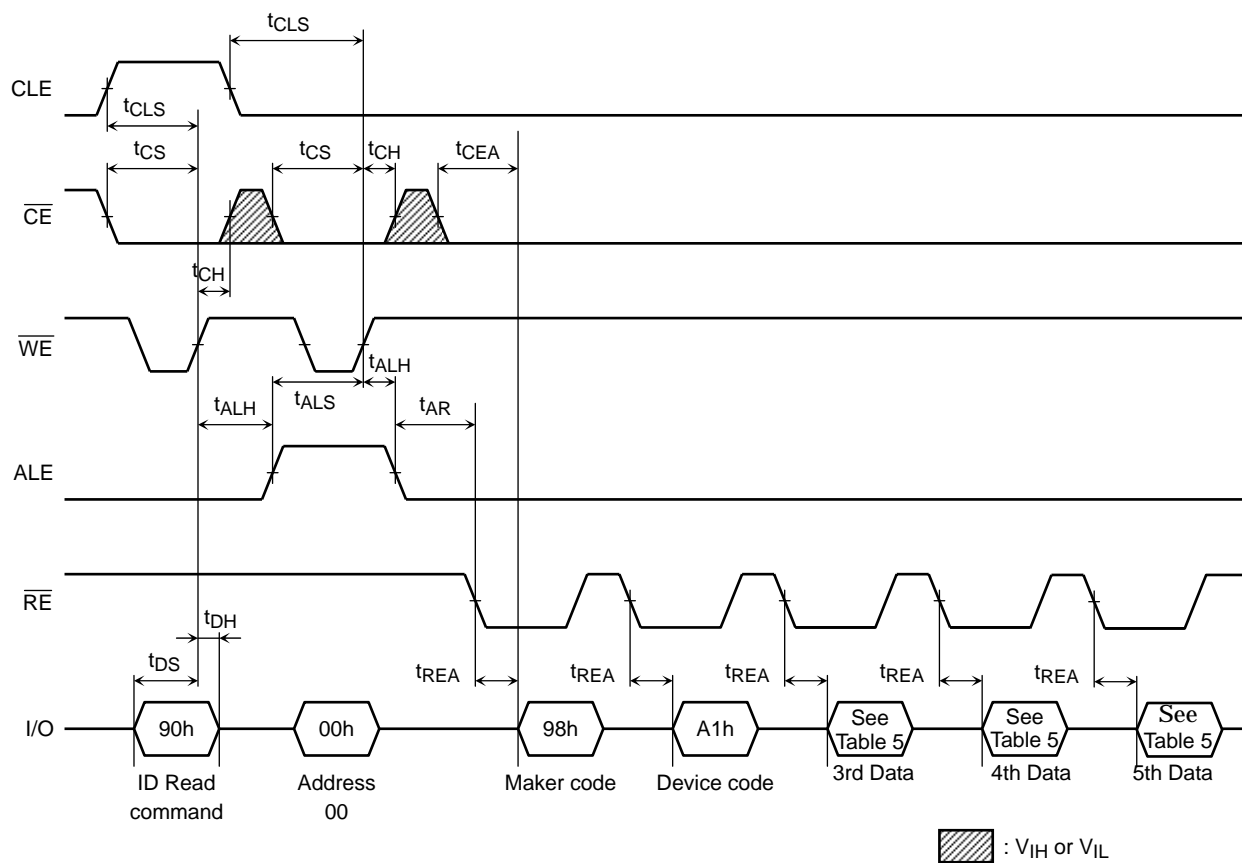 tCLS
CLE
tCLS
tCS tCS tCH tCEA
CE
tCH
WE
tALH
tALH tALS tAR
ALE
RE
tDH
tDS tREA tREA tREA tREA tREA
I/O 90h 00h 98h A1h See Table 5 See Table 5 See Table 5
ID Read command Address 00 Maker code Device code 3rd Data 4th Data 5th Data
: VIH or VIL